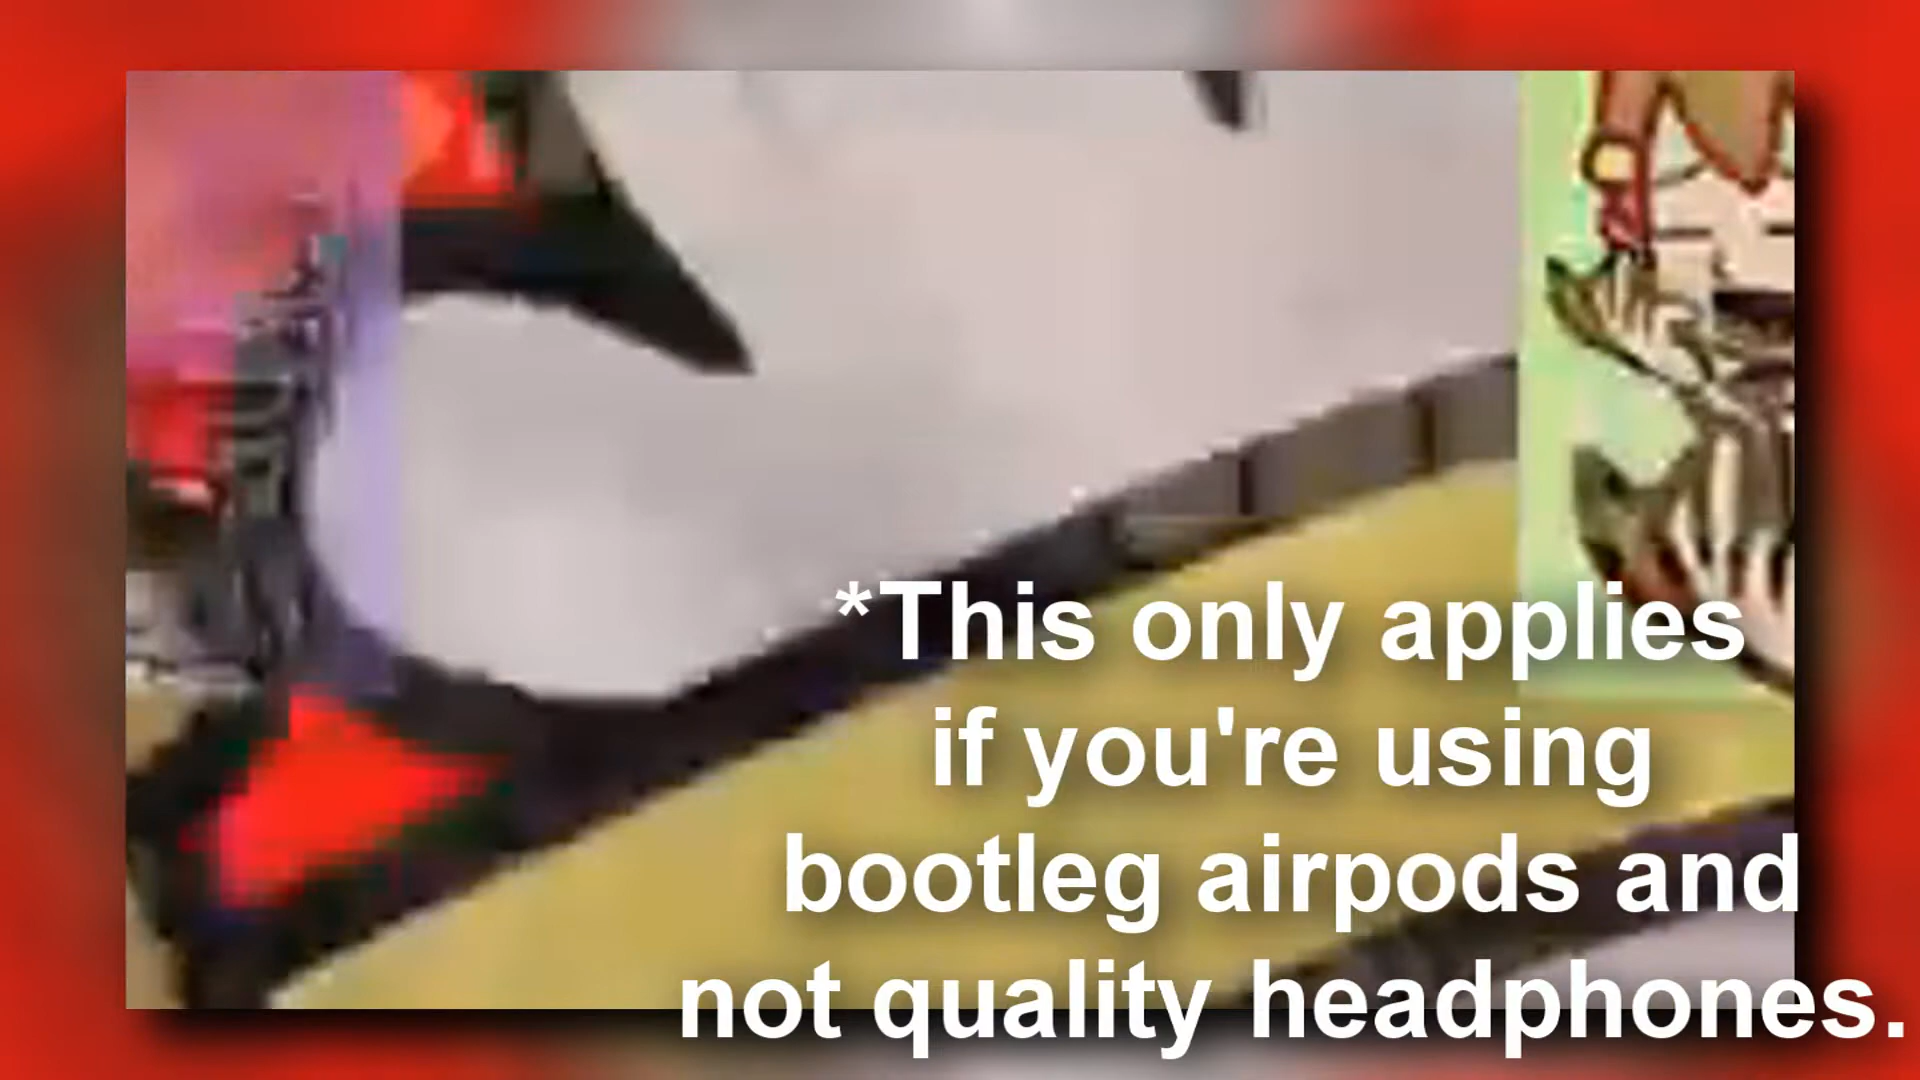 *This only applies
if you're using
bootleg airpods and
not quality headphones.